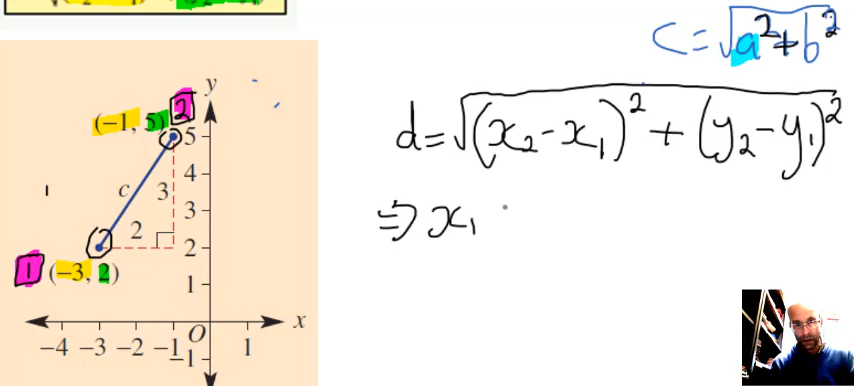 c = √a² + b²
y
2
(−1, 5)
5
d = √(x₂ − x₁)² + (y₂ − y₁)²
4
c
3
3
2
2
⇒ x₁
1 (−3, 2)
1
O
x
−4 −3 −2 −1 1
−1